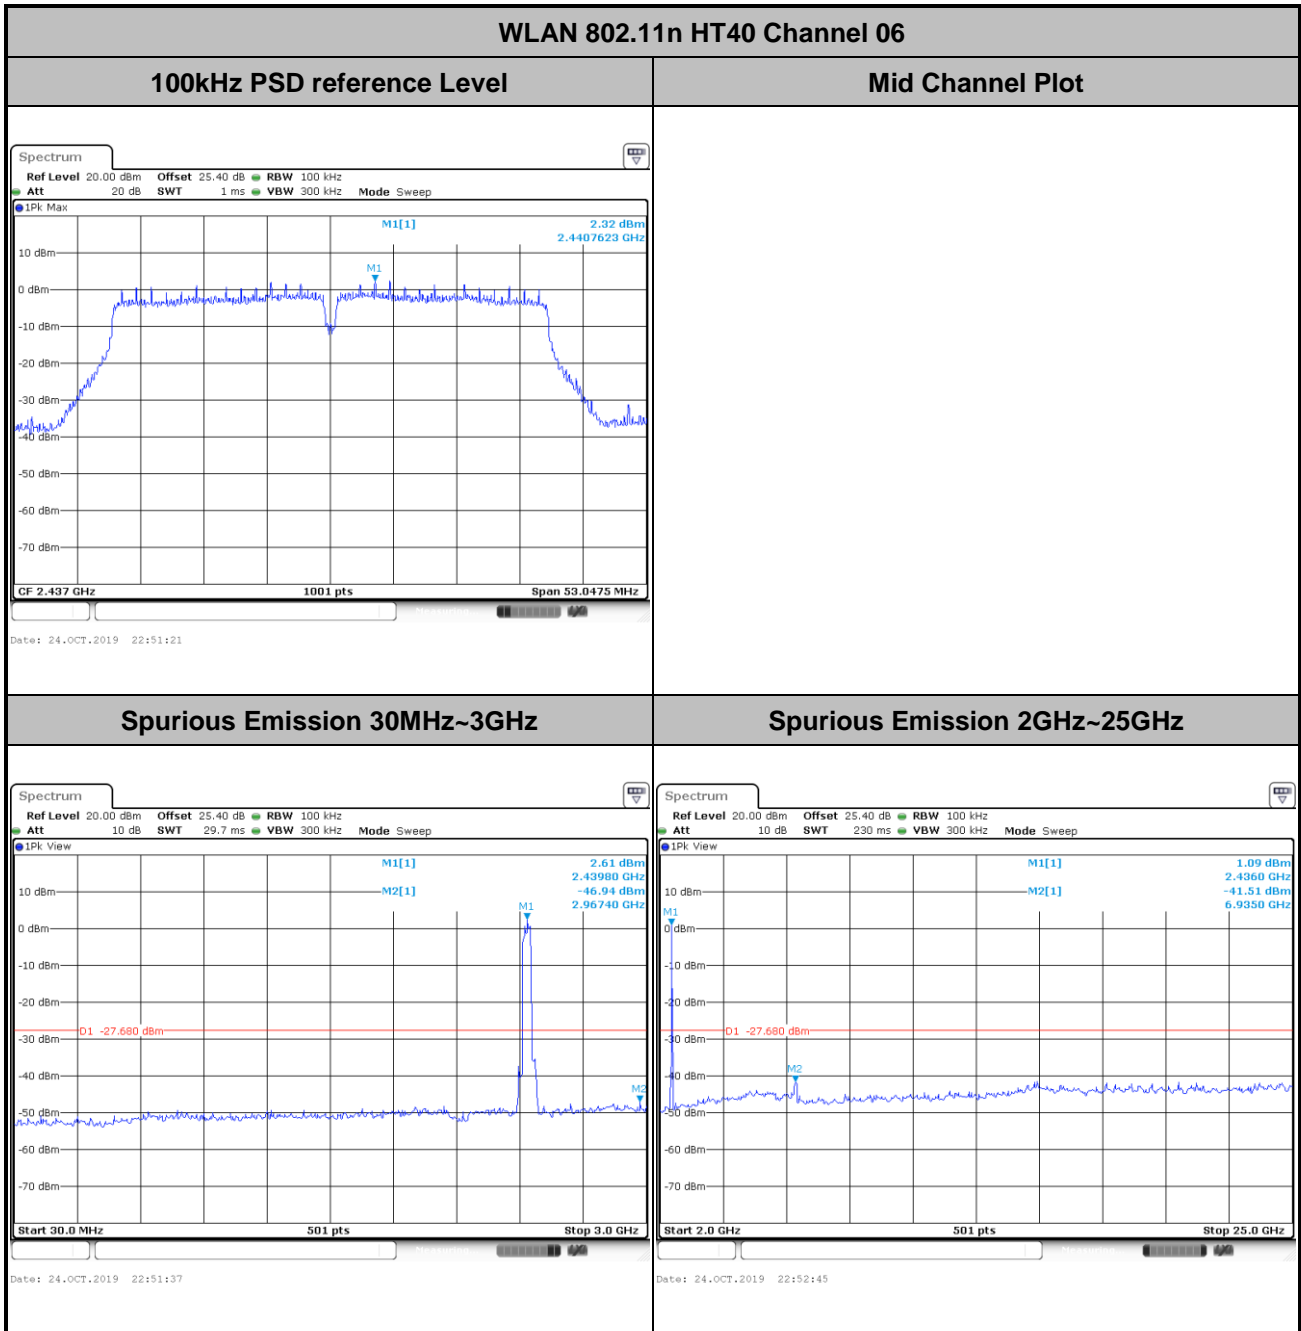 WLAN 802.11n HT40 Channel 06
100kHz PSD reference Level
Mid Channel Plot
Spectrum
Ref Level 20.00 dBm Offset 25.40 dB RBW 100 kHz
Att 20 dB SWT 1 ms VBW 300 kHz Mode Sweep
1Pk Max
M1[1] 2.32 dBm
2.4407623 GHz
M1
10 dBm
0 dBm
-10 dBm
-20 dBm
-30 dBm
-40 dBm
-50 dBm
-60 dBm
-70 dBm
CF 2.437 GHz 1001 pts Span 53.0475 MHz
Measuring
Date: 24.OCT.2019 22:51:21
Spurious Emission 30MHz~3GHz
Spurious Emission 2GHz~25GHz
Spectrum
Ref Level 20.00 dBm Offset 25.40 dB RBW 100 kHz
Att 10 dB SWT 29.7 ms VBW 300 kHz Mode Sweep
1Pk View
M1[1] 2.61 dBm
2.43980 GHz
M2[1] -46.94 dBm
2.96740 GHz
M1
10 dBm
0 dBm
-10 dBm
-20 dBm
D1 -27.680 dBm
-30 dBm
-40 dBm
M2
-50 dBm
-60 dBm
-70 dBm
Start 30.0 MHz 501 pts Stop 3.0 GHz
Measuring
Date: 24.OCT.2019 22:51:37
Spectrum
Ref Level 20.00 dBm Offset 25.40 dB RBW 100 kHz
Att 10 dB SWT 230 ms VBW 300 kHz Mode Sweep
1Pk View
M1[1] 1.09 dBm
2.4360 GHz
M2[1] -41.51 dBm
6.9350 GHz
10 dBm
M1
0 dBm
-10 dBm
-20 dBm
D1 -27.680 dBm
-30 dBm
M2
-40 dBm
-50 dBm
-60 dBm
-70 dBm
Start 2.0 GHz 501 pts Stop 25.0 GHz
Measuring
Date: 24.OCT.2019 22:52:45